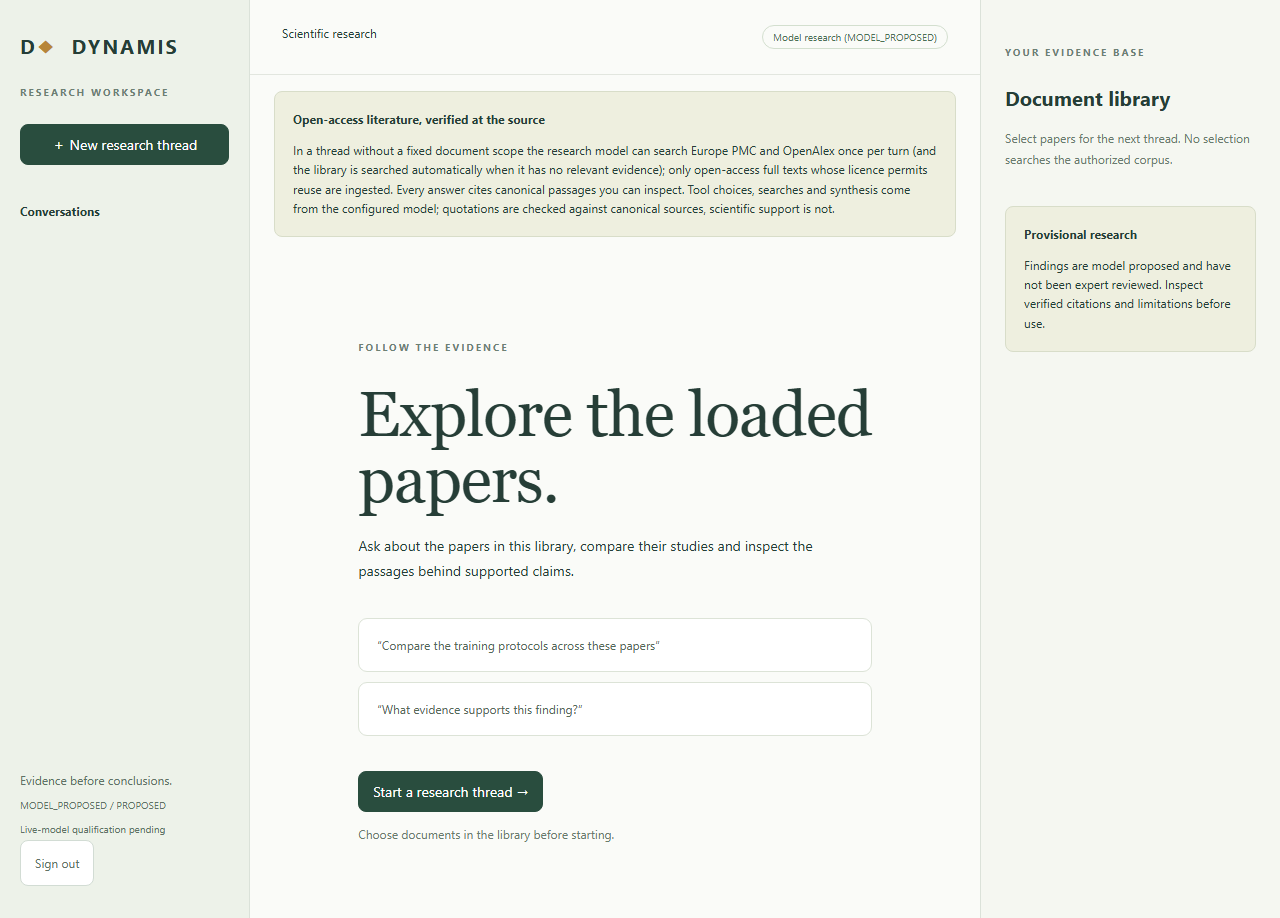 D◆ DYNAMIS
RESEARCH WORKSPACE
+ New research thread
Conversations
Evidence before conclusions.
MODEL_PROPOSED / PROPOSED
Live-model qualification pending
Sign out
Scientific research
Model research (MODEL_PROPOSED)
Open-access literature, verified at the source
In a thread without a fixed document scope the research model can search Europe PMC and OpenAlex once per turn (and
the library is searched automatically when it has no relevant evidence); only open-access full texts whose licence permits
reuse are ingested. Every answer cites canonical passages you can inspect. Tool choices, searches and synthesis come
from the configured model; quotations are checked against canonical sources, scientific support is not.
FOLLOW THE EVIDENCE
Explore the loaded
papers.
Ask about the papers in this library, compare their studies and inspect the
passages behind supported claims.
“Compare the training protocols across these papers”
“What evidence supports this finding?”
Start a research thread →
Choose documents in the library before starting.
YOUR EVIDENCE BASE
Document library
Select papers for the next thread. No selection
searches the authorized corpus.
Provisional research
Findings are model proposed and have
not been expert reviewed. Inspect
verified citations and limitations before
use.